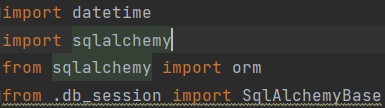 import datetime
import sqlalchemy
from sqlalchemy import orm
from .db_session import SqlAlchemyBase